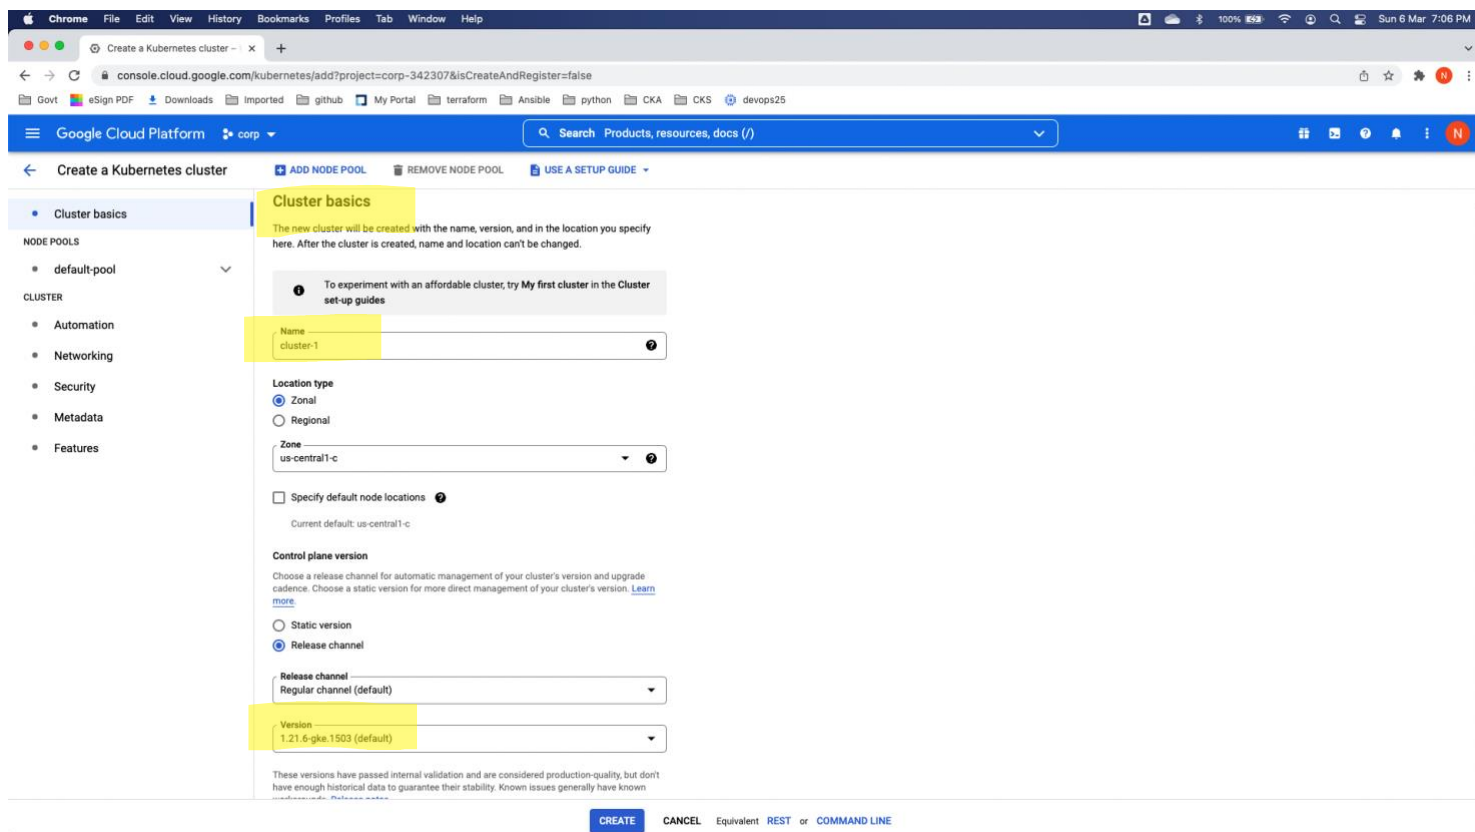 Chrome File Edit View History Bookmarks Profiles Tab Window Help 100% Sun 6 Mar 7:06 PM
Create a Kubernetes cluster –
console.cloud.google.com/kubernetes/add?project=corp-342307&isCreateAndRegister=false N
Govt eSign PDF Downloads Imported github My Portal terraform Ansible python CKA CKS devops25
Google Cloud Platform corp Search Products, resources, docs (/) N
Create a Kubernetes cluster ADD NODE POOL REMOVE NODE POOL USE A SETUP GUIDE
Cluster basics
NODE POOLS
default-pool
CLUSTER
Automation
Networking
Security
Metadata
Features
Cluster basics
The new cluster will be created with the name, version, and in the location you specify
here. After the cluster is created, name and location can't be changed.
To experiment with an affordable cluster, try My first cluster in the Cluster
set-up guides
Name
cluster-1
Location type
Zonal
Regional
Zone
us-central1-c
Specify default node locations
Current default: us-central1-c
Control plane version
Choose a release channel for automatic management of your cluster's version and upgrade
cadence. Choose a static version for more direct management of your cluster's version. Learn
more.
Static version
Release channel
Release channel
Regular channel (default)
Version
1.21.6-gke.1503 (default)
These versions have passed internal validation and are considered production-quality, but don't
have enough historical data to guarantee their stability. Known issues generally have known
CREATE CANCEL Equivalent REST or COMMAND LINE